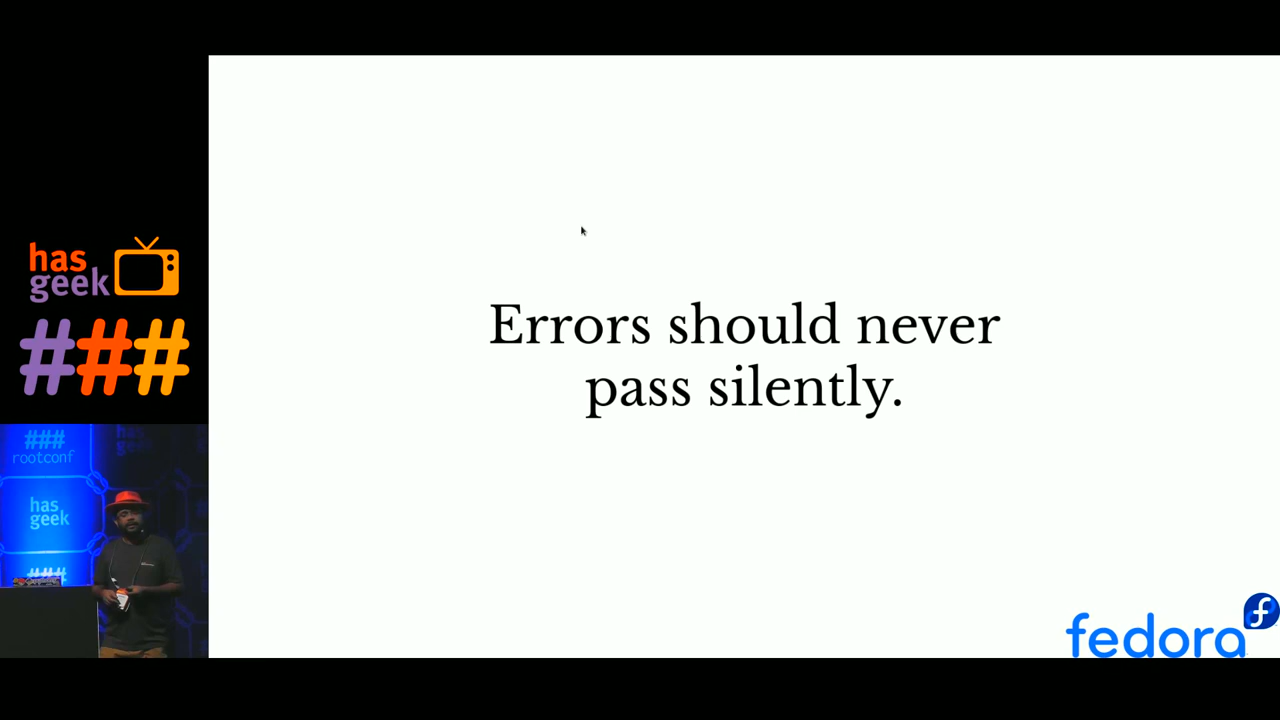 has
geek
###
###
rootconf
has
geek
###
Errors should never
pass silently.
fedora